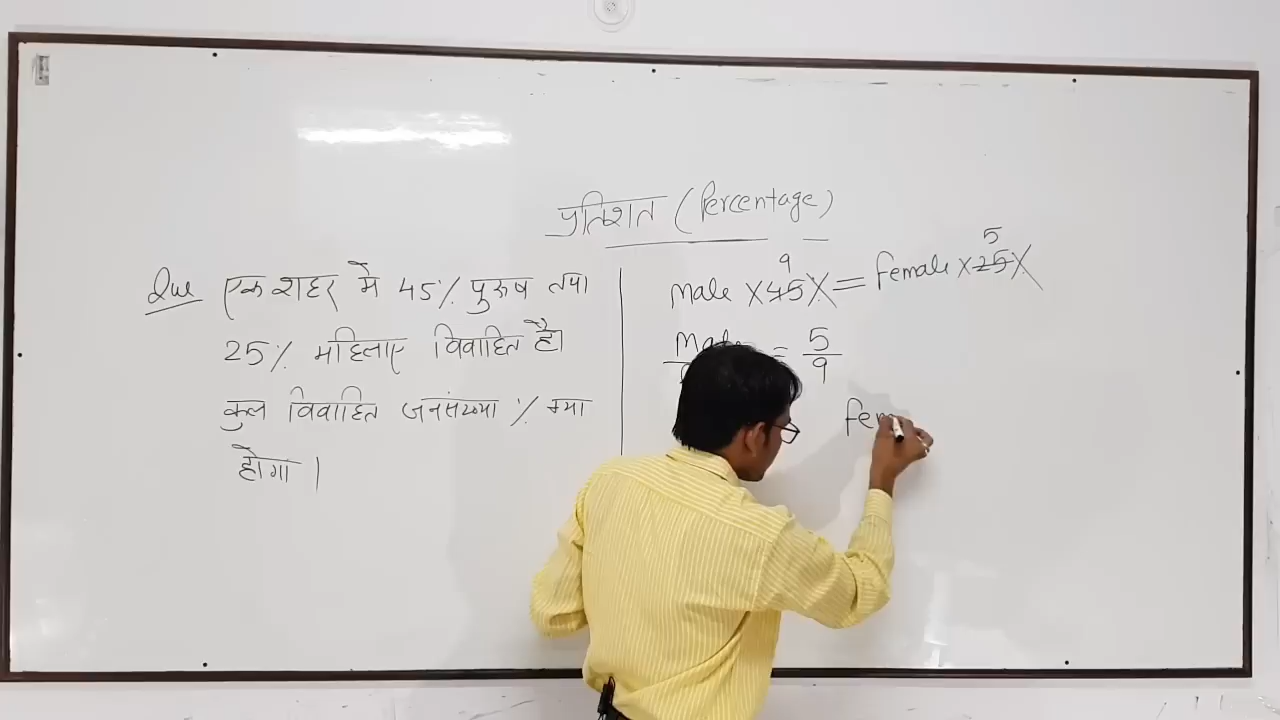 प्रतिशत (Percentage)
Que एक शहर मे 45% पुरुष तथा
25% महिलाए विवाहित है।
कुल विवाहित जनसंख्या % क्या
होगा ।
9 5
male X 45% = female X 25%
= 5
9
fem